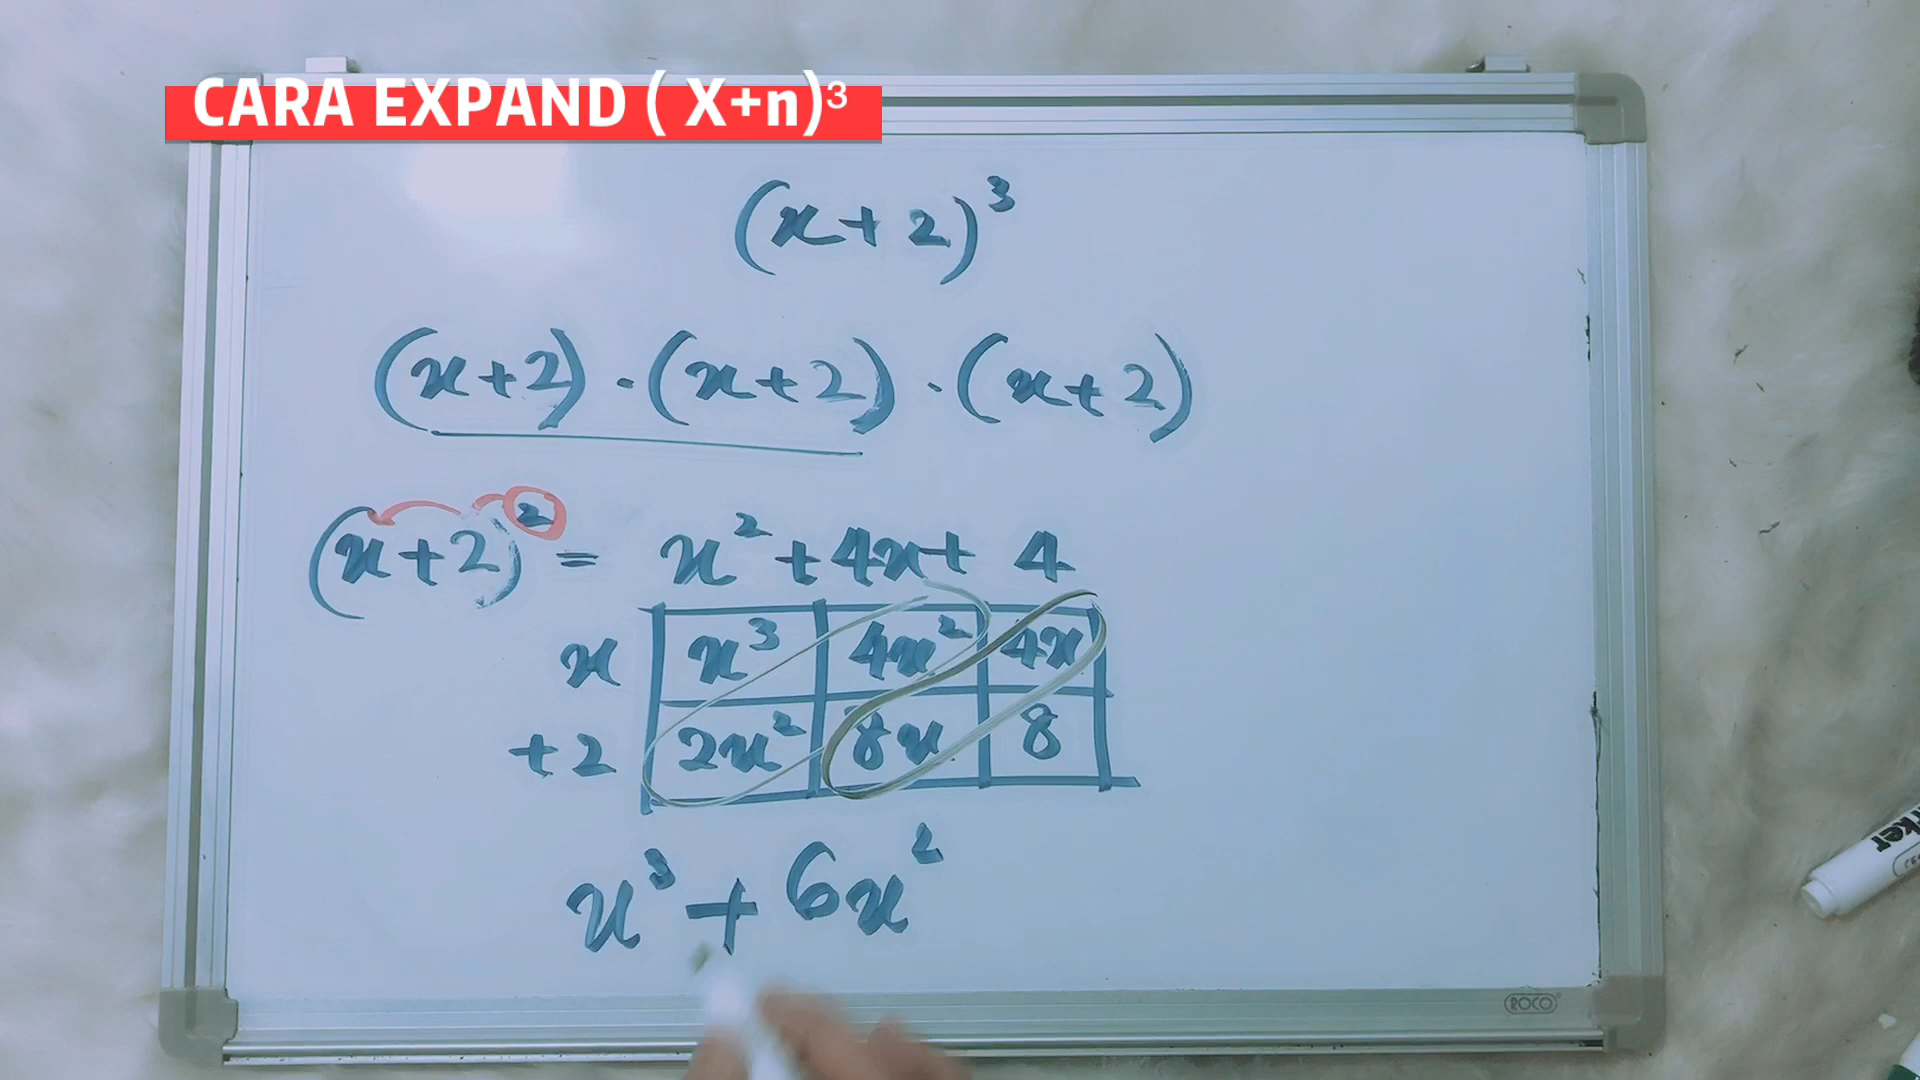 CARA EXPAND ( X+n)³
(x+2)³
(x+2) · (x+2) · (x+2)
(x+2)² = x² + 4x + 4
x x³ 4x² 4x
+2 2x² 8x 8
x³ + 6x²
ROCO